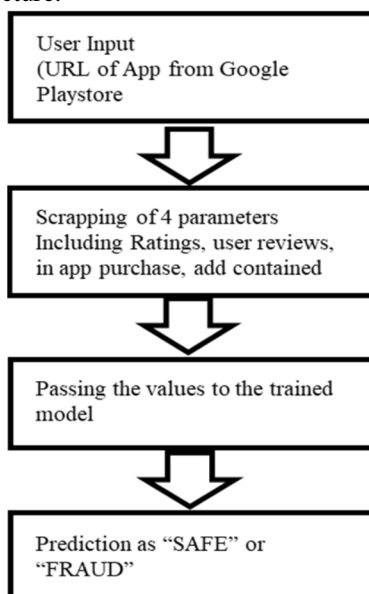 User Input
(URL of App from Google
Playstore
Scrapping of 4 parameters
Including Ratings, user reviews,
in app purchase, add contained
Passing the values to the trained
model
Prediction as “SAFE” or
“FRAUD”